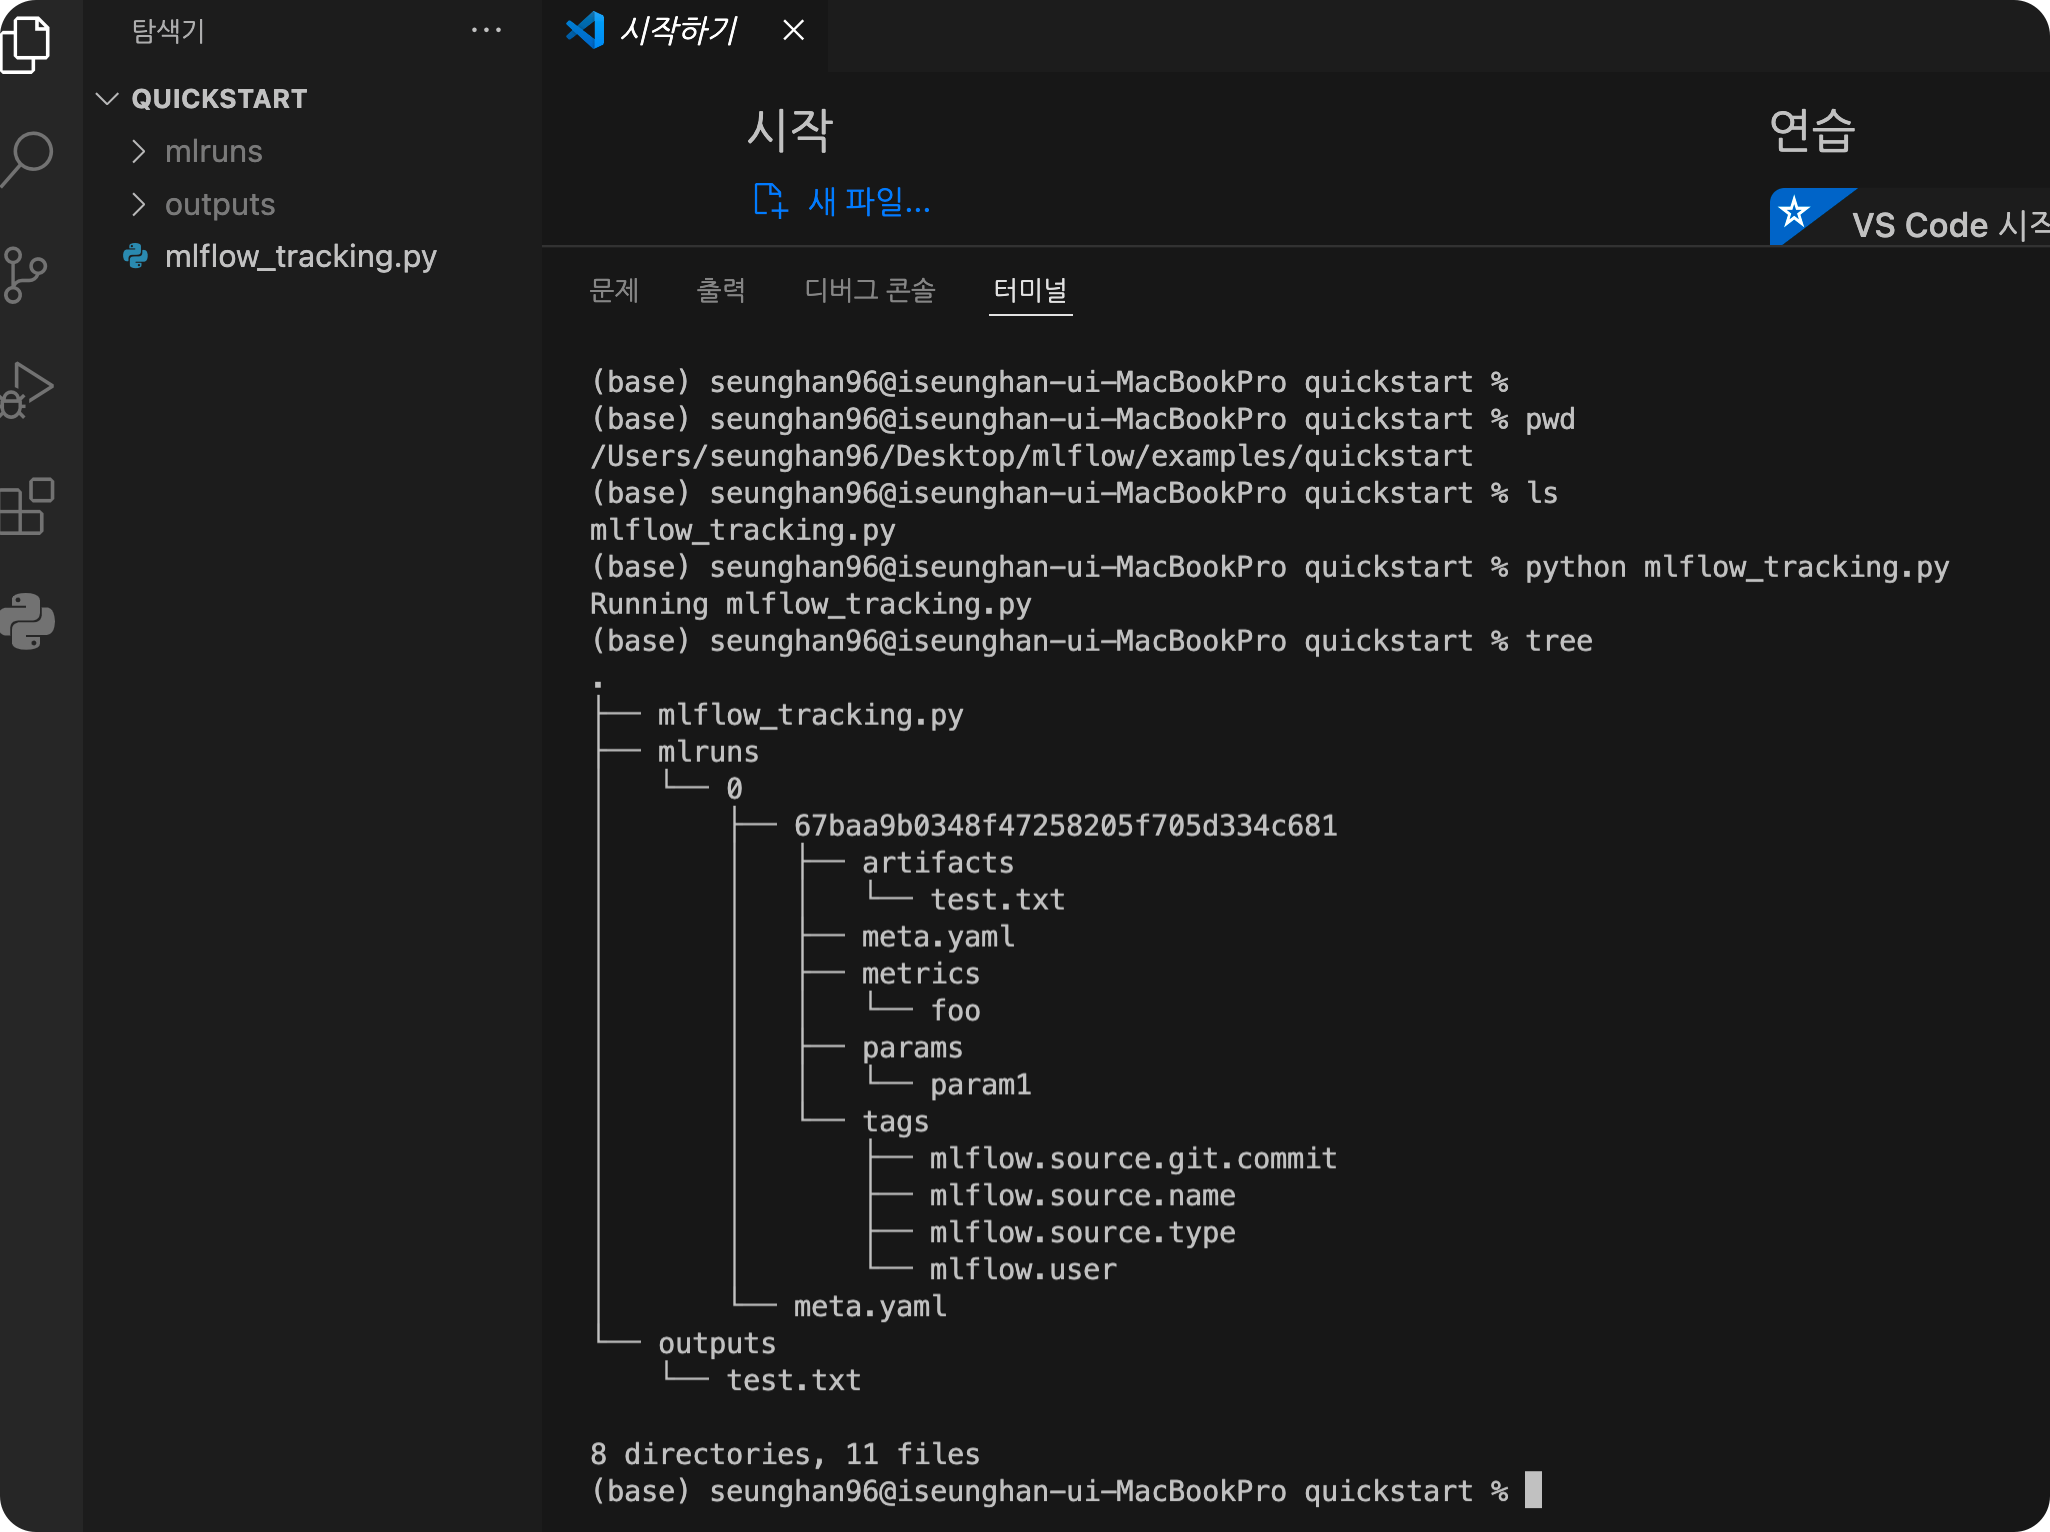 탐색기
QUICKSTART
mlruns
outputs
mlflow_tracking.py
시작하기
시작
새 파일...
연습
VS Code 시작
문제 출력 디버그 콘솔 터미널
(base) seunghan96@iseunghan-ui-MacBookPro quickstart %
(base) seunghan96@iseunghan-ui-MacBookPro quickstart % pwd
/Users/seunghan96/Desktop/mlflow/examples/quickstart
(base) seunghan96@iseunghan-ui-MacBookPro quickstart % ls
mlflow_tracking.py
(base) seunghan96@iseunghan-ui-MacBookPro quickstart % python mlflow_tracking.py
Running mlflow_tracking.py
(base) seunghan96@iseunghan-ui-MacBookPro quickstart % tree
.
├── mlflow_tracking.py
├── mlruns
│   └── 0
│       ├── 67baa9b0348f47258205f705d334c681
│       │   ├── artifacts
│       │   │   └── test.txt
│       │   ├── meta.yaml
│       │   ├── metrics
│       │   │   └── foo
│       │   ├── params
│       │   │   └── param1
│       │   └── tags
│       │       ├── mlflow.source.git.commit
│       │       ├── mlflow.source.name
│       │       ├── mlflow.source.type
│       │       └── mlflow.user
│       └── meta.yaml
└── outputs
    └── test.txt
8 directories, 11 files
(base) seunghan96@iseunghan-ui-MacBookPro quickstart %